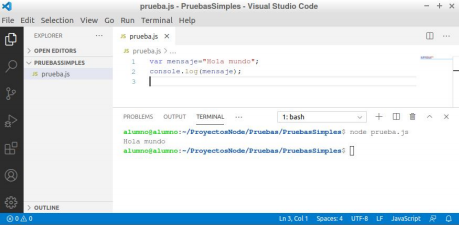 prueba.js - PruebasSimples - Visual Studio Code
File Edit Selection View Go Run Terminal Help
EXPLORER ...
OPEN EDITORS
PRUEBASSIMPLES
JS prueba.js
OUTLINE
JS prueba.js ×
JS prueba.js > ...
1 var mensaje="Hola mundo";
2 console.log(mensaje);
3
PROBLEMS OUTPUT TERMINAL ... 1: bash
alumno@alumno:~/ProyectosNode/Pruebas/PruebasSimples$ node prueba.js
Hola mundo
alumno@alumno:~/ProyectosNode/Pruebas/PruebasSimples$
0 0 Ln 3, Col 1 Spaces: 4 UTF-8 LF JavaScript